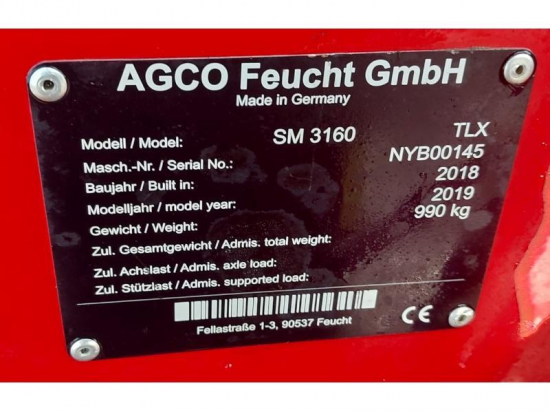 AGCO Feucht GmbH
Made in Germany
Modell / Model: SM 3160 TLX
Masch.-Nr. / Serial No.: NYB00145
Baujahr / Built in: 2018
Modelljahr / model year: 2019
Gewicht / Weight: 990 kg
Zul. Gesamtgewicht / Admis. total weight:
Zul. Achslast / Admis. axle load:
Zul. Stützlast / Admis. supported load:
Fellastraße 1-3, 90537 Feucht
CE